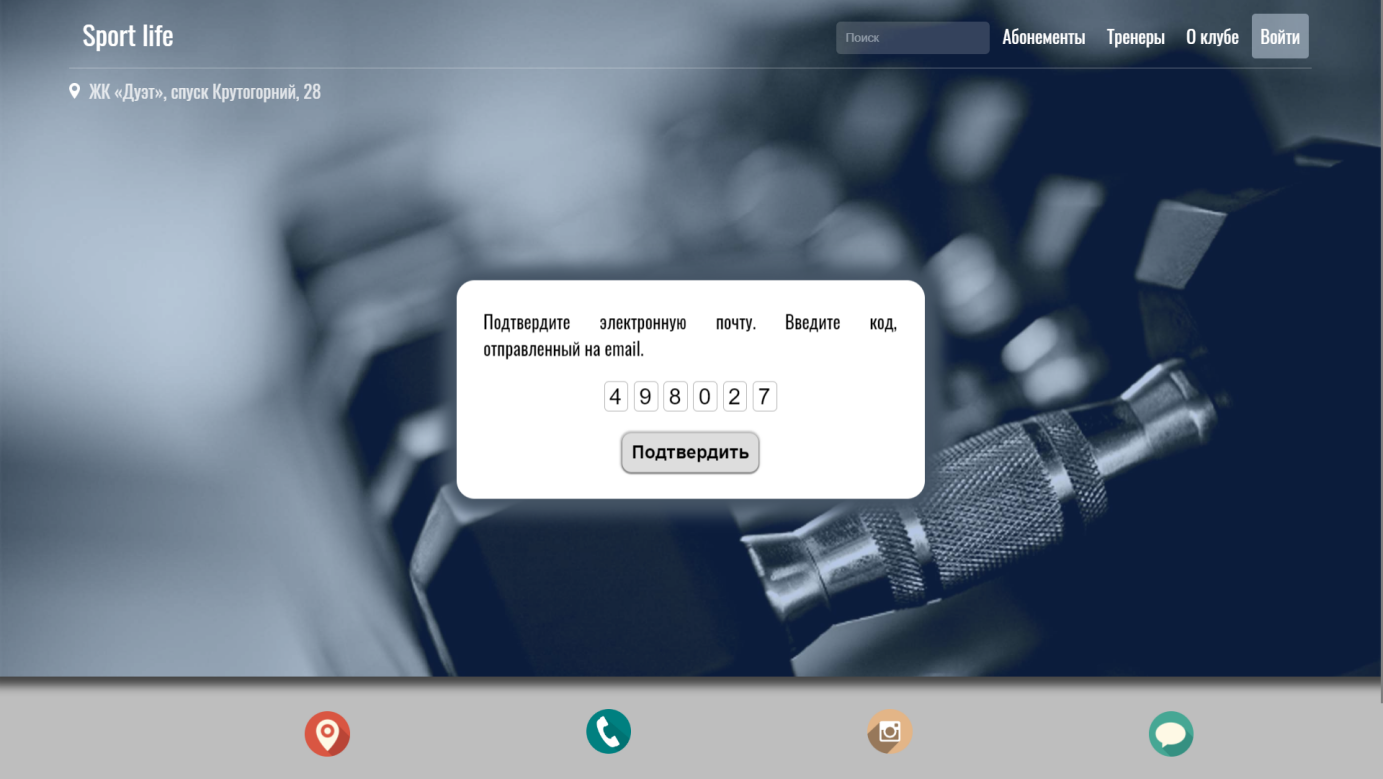 Sport life
Поиск
Абонементы
Тренеры
О клубе
Войти
ЖК «Дуэт», спуск Крутогорний, 28
Подтвердите электронную почту. Введите код,
отправленный на email.
4 9 8 0 2 7
Подтвердить